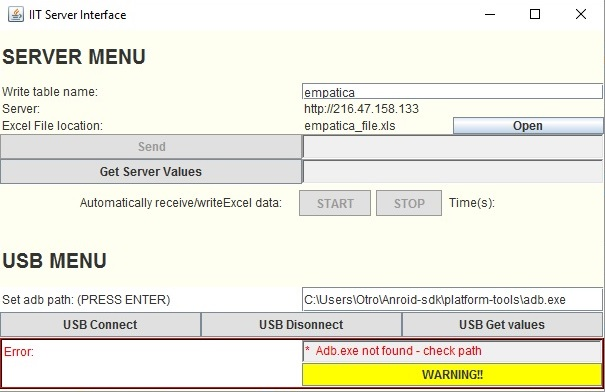 IIT Server Interface
SERVER MENU
Write table name: empatica
Server: http://216.47.158.133
Excel File location: empatica_file.xls Open
Send
Get Server Values
Automatically receive/writeExcel data: START STOP Time(s):
USB MENU
Set adb path: (PRESS ENTER) C:\Users\Otro\Anroid-sdk\platform-tools\adb.exe
USB Connect USB Disonnect USB Get values
Error: * Adb.exe not found - check path
WARNING!!